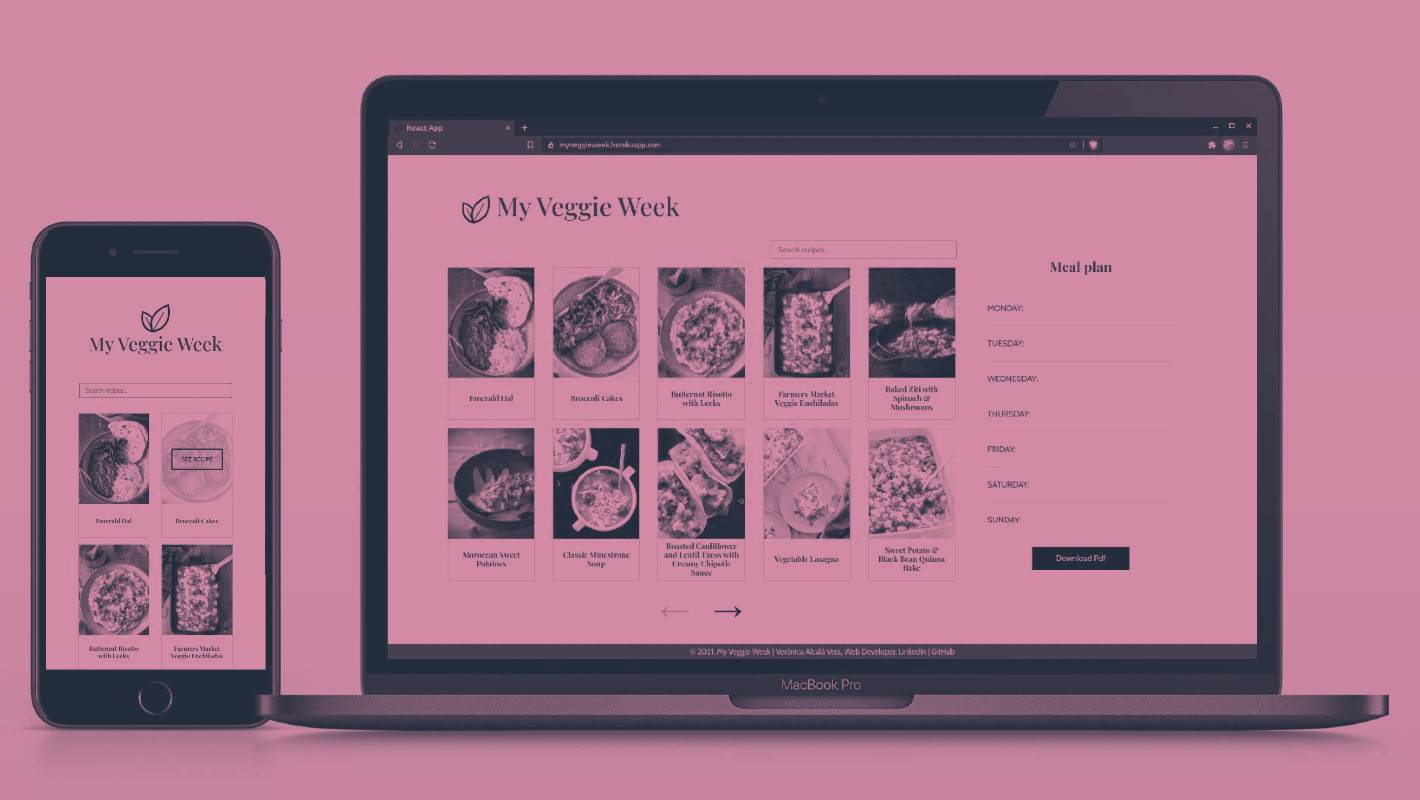 My Veggie Week
Search recipes...
SEE RECIPE
Emerald Dal
Broccoli Cakes
Butternut Risotto
with Leeks
Farmers Market
Veggie Enchiladas
React App
myveggieweek.herokuapp.com
My Veggie Week
Search recipes...
Emerald Dal
Broccoli Cakes
Butternut Risotto
with Leeks
Farmers Market
Veggie Enchiladas
Baked Ziti with
Spinach &
Mushrooms
Moroccan Sweet
Potatoes
Classic Minestrone
Soup
Roasted Cauliflower
and Lentil Tacos with
Creamy Chipotle
Sauce
Vegetable Lasagna
Sweet Potato &
Black Bean Quinoa
Bake
Meal plan
MONDAY:
TUESDAY:
WEDNESDAY:
THURSDAY:
FRIDAY:
SATURDAY:
SUNDAY:
Download Pdf
© 2021, My Veggie Week | Verónica Alcalá Vera, Web Developer. LinkedIn | GitHub
MacBook Pro